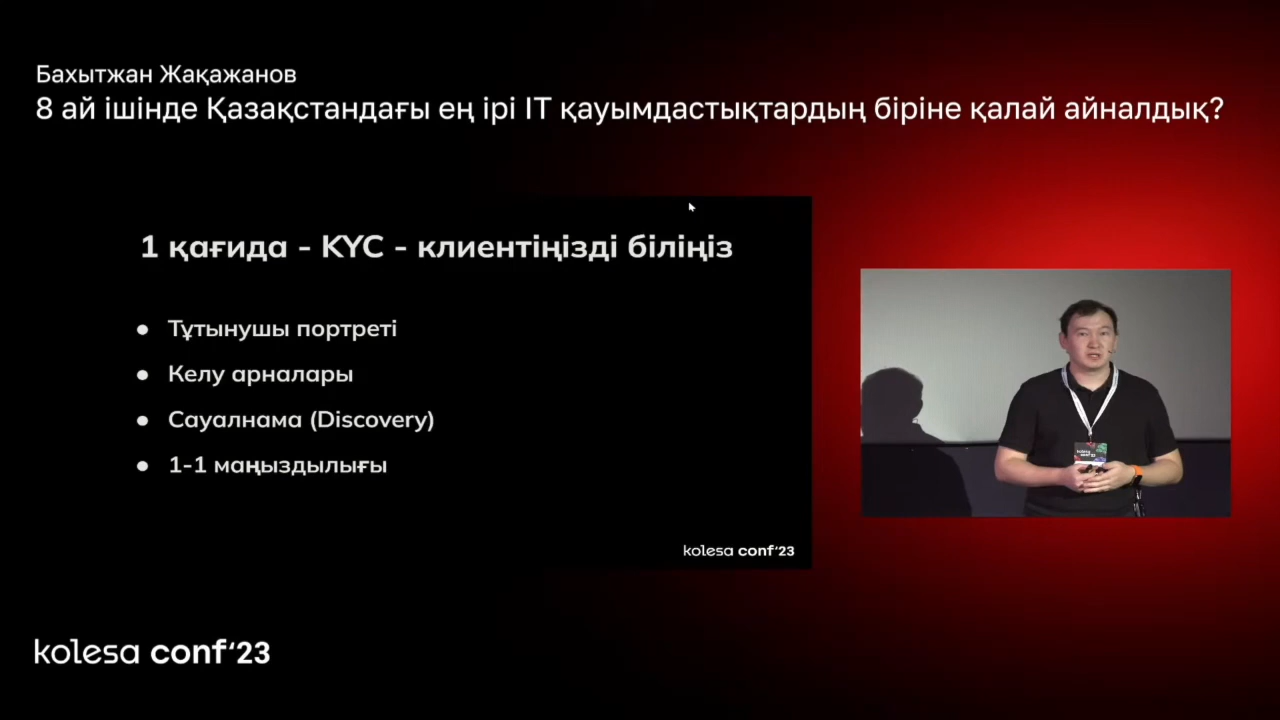 Бахытжан Жақажанов
8 ай ішінде Қазақстандағы ең ірі IT қауымдастықтардың біріне қалай айналдық?
1 қағида - KYC - клиентіңізді біліңіз
● Тұтынушы портреті
● Келу арналары
● Сауалнама (Discovery)
● 1-1 маңыздылығы
kolesa conf'23
kolesa conf'23